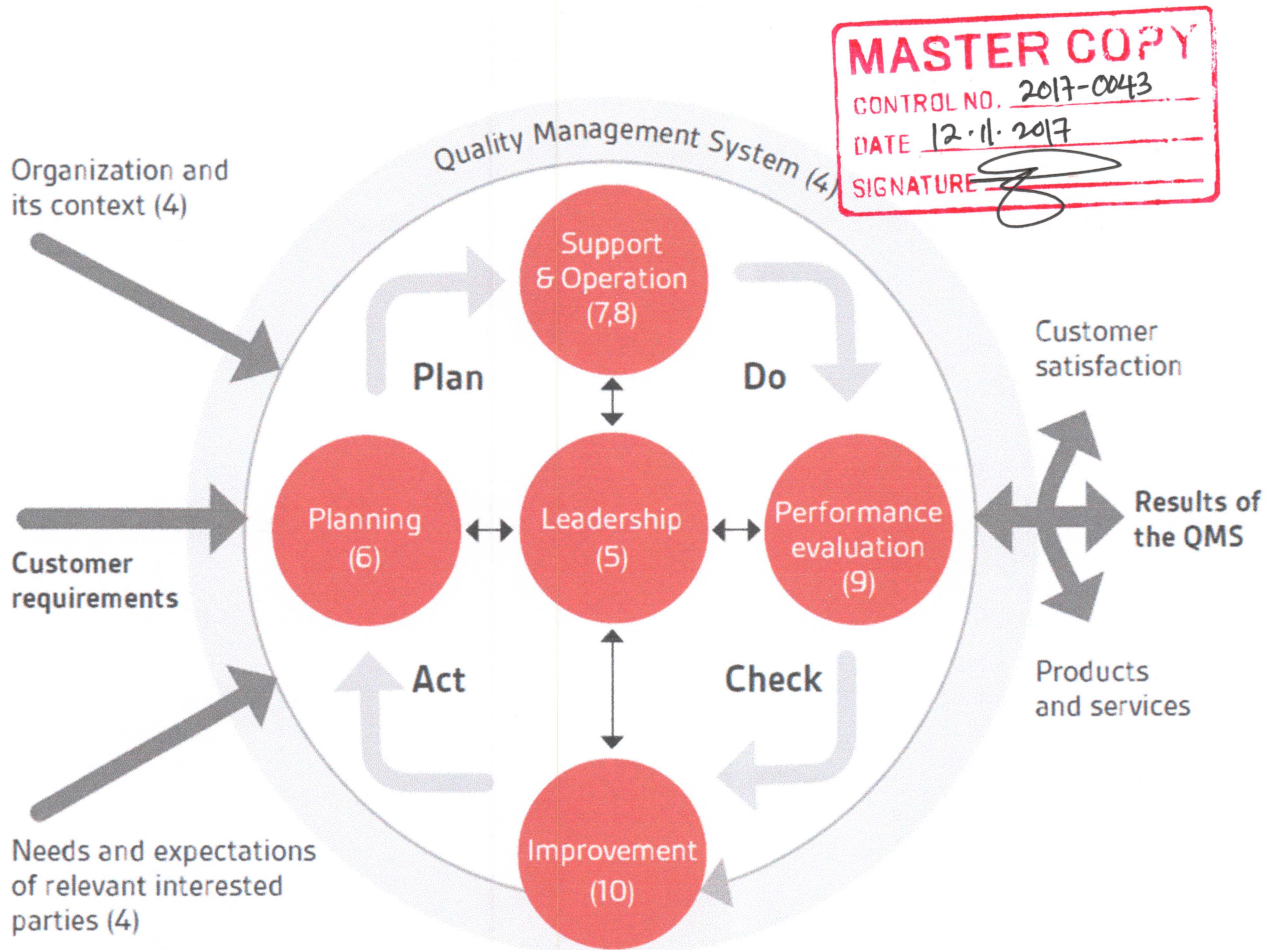 MASTER COPY
CONTROL NO. 2017-0043
DATE 12.11.2017
SIGNATURE
Quality Management System (4)
Organization and
its context (4)
Support
& Operation
(7,8)
Customer
satisfaction
Plan
Do
Planning
(6)
Leadership
(5)
Performance
evaluation
(9)
Results of
the QMS
Customer
requirements
Act
Check
Products
and services
Improvement
(10)
Needs and expectations
of relevant interested
parties (4)